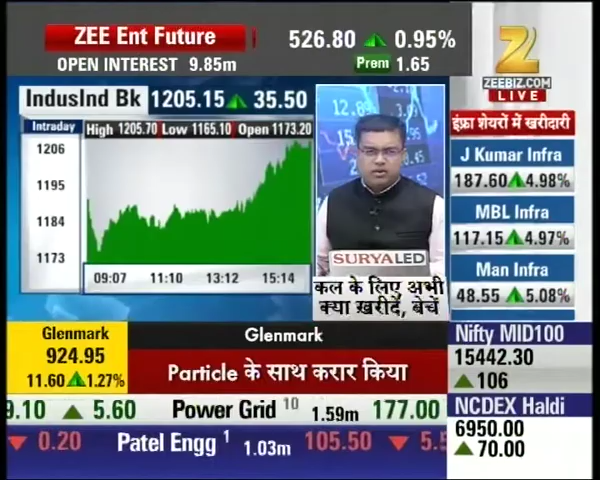 ZEE Ent Future
OPEN INTEREST 9.85m
526.80 0.95%
Prem 1.65
ZEEBIZ.COM
LIVE
IndusInd Bk 1205.15 35.50
Intraday High 1205.70 Low 1165.10 Open 1173.20
1206
1195
1184
1173
09:07 11:10 13:12 15:14
SURYA LED
कल के लिए अभी
क्या ख़रीदें, बेचें
इंफ्रा शेयरों में खरीदारी
J Kumar Infra
187.60 4.98%
MBL Infra
117.15 4.97%
Man Infra
48.55 5.08%
Glenmark
924.95
11.60 1.27%
Glenmark
Particle के साथ करार किया
Nifty MID100
15442.30
106
NCDEX Haldi
6950.00
70.00
9.10 5.60 Power Grid 10 1.59m 177.00
0.20 Patel Engg 1 1.03m 105.50